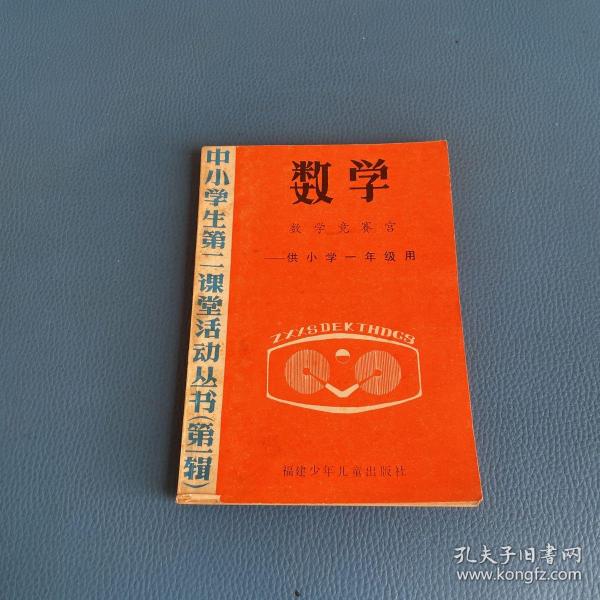 中小学生第二课堂活动丛书(第一辑)
数学
数学竞赛宫
——供小学一年级用
ZXXSDEKTHDCS
福建少年儿童出版社
孔夫子旧书网
www.kongfz.com